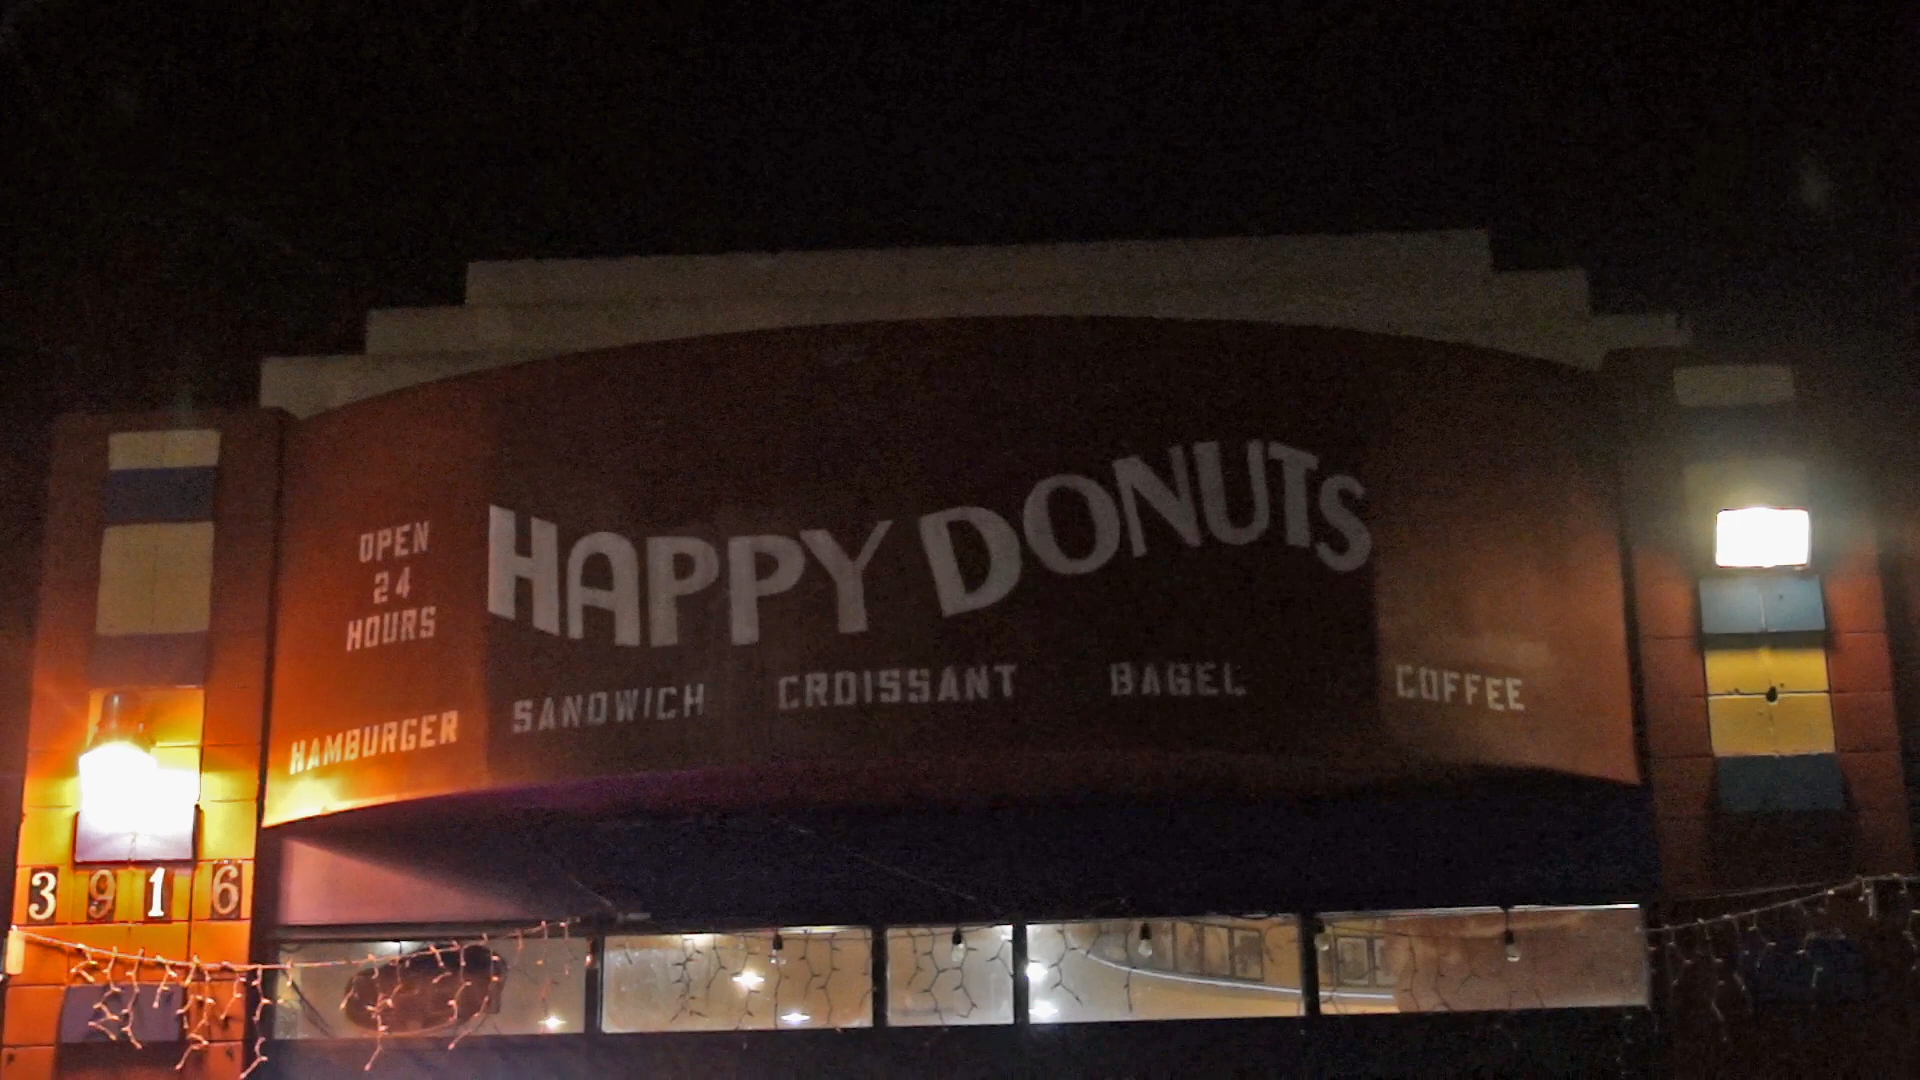 OPEN
24
HOURS
HAPPY DONUTS
HAMBURGER SANDWICH CROISSANT BAGEL COFFEE
3916